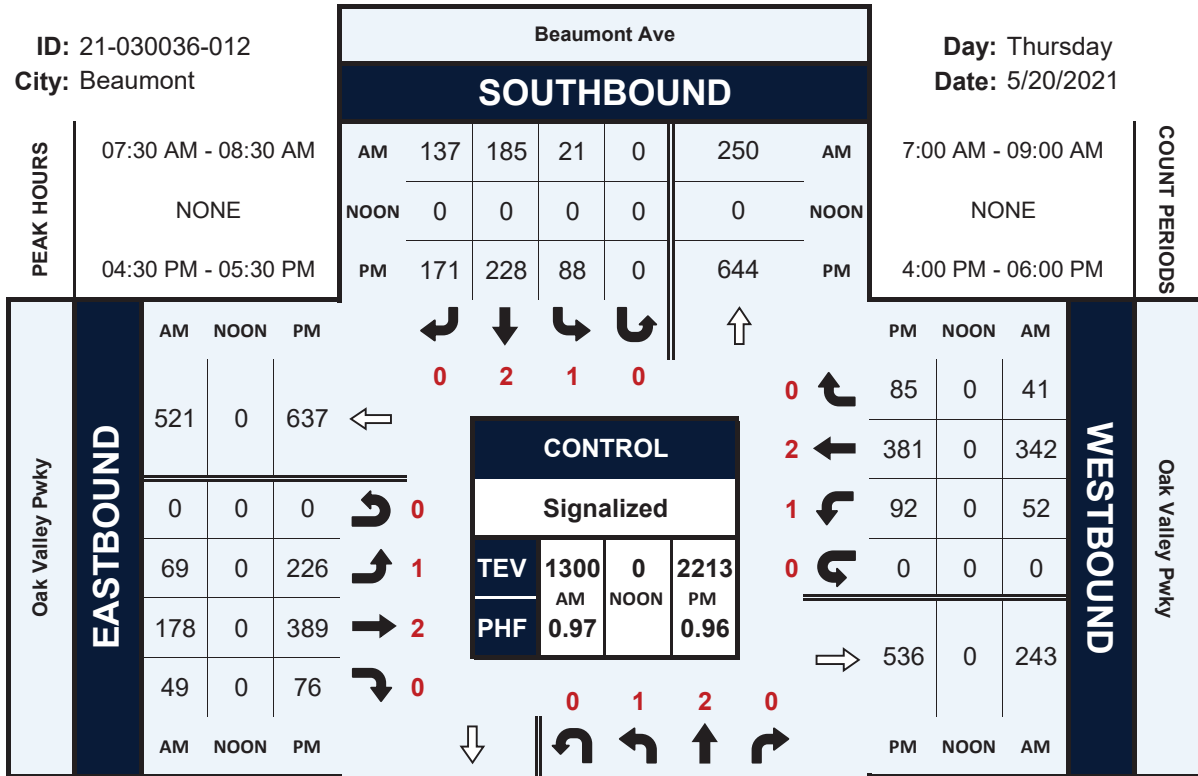 ID: 21-030036-012
City: Beaumont
Beaumont Ave
SOUTHBOUND
Day: Thursday
Date: 5/20/2021
PEAK HOURS
07:30 AM - 08:30 AM
NONE
04:30 PM - 05:30 PM
AM 137 185 21 0 250 AM
NOON 0 0 0 0 0 NOON
PM 171 228 88 0 644 PM
7:00 AM - 09:00 AM
NONE
4:00 PM - 06:00 PM
COUNT PERIODS
0 2 1 0
Oak Valley Pwky
EASTBOUND
AM NOON PM
521 0 637
0 0 0 0
69 0 226 1
178 0 389 2
49 0 76 0
AM NOON PM
CONTROL
Signalized
TEV 1300 0 2213
AM NOON PM
PHF 0.97 0.96
PM NOON AM
0 85 0 41
2 381 0 342
1 92 0 52
0 0 0 0
536 0 243
PM NOON AM
WESTBOUND
Oak Valley Pwky
0 1 2 0